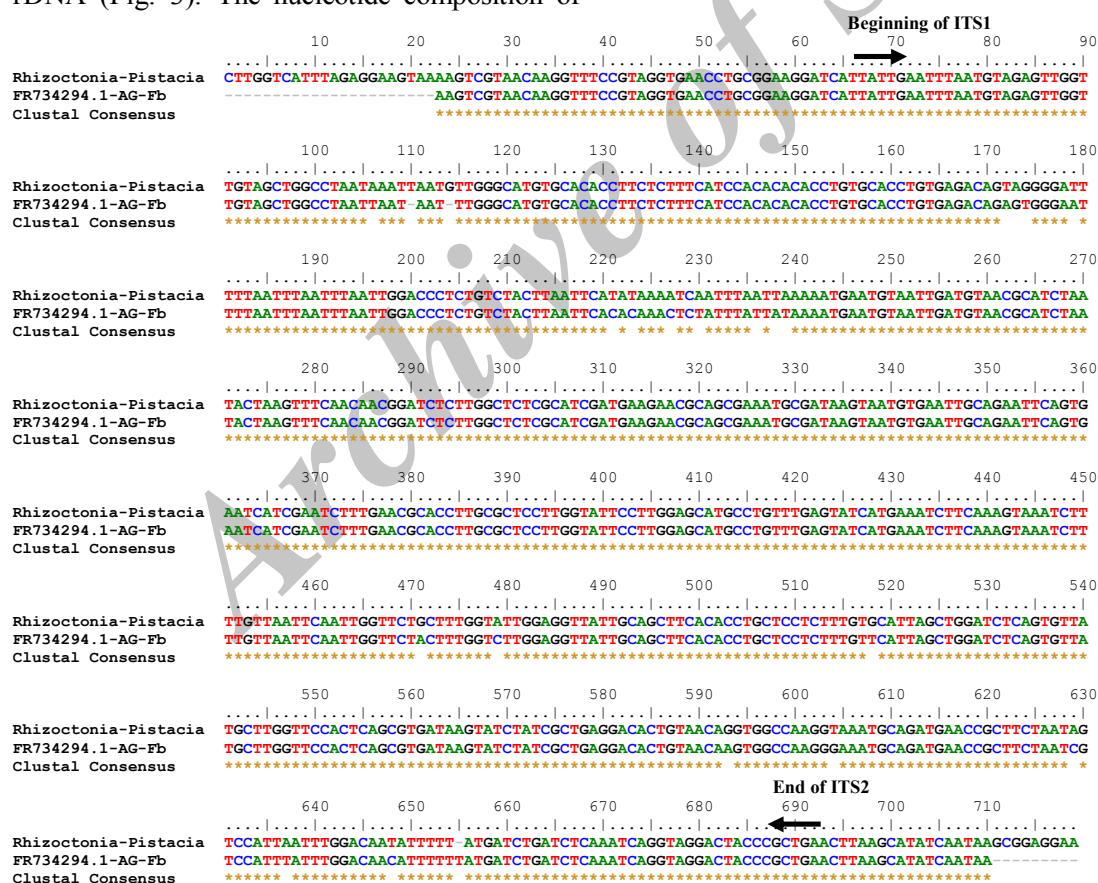 rDNA (Fig. 3). The nucleotide composition of
Beginning of ITS1
10 20 30 40 50 60 70 80 90
Rhizoctonia-Pistacia CTTGGTCATTTAGAGGAAGTAAAAGTCGTAACAAGGTTTCCGTAGGTGAACCTGCGGAAGGATCATTATTGAATTTAATGTAGAGTTGGT
FR734294.1-AG-Fb ----------------------AAGTCGTAACAAGGTTTCCGTAGGTGAACCTGCGGAAGGATCATTATTGAATTTAATGTAGAGTTGGT
Clustal Consensus ********************************************************************
100 110 120 130 140 150 160 170 180
Rhizoctonia-Pistacia TGTAGCTGGCCTAATAAATTAATGTTGGGCATGTGCACACCTTCTCTTTCATCCACACACACCTGTGCACCTGTGAGACAGTAGGGGATT
FR734294.1-AG-Fb TGTAGCTGGCCTAATTAAT-AAT-TTGGGCATGTGCACACCTTCTCTTTCATCCACACACACCTGTGCACCTGTGAGACAGAGTGGGAAT
Clustal Consensus *************** *** *** ********************************************************* **** *
190 200 210 220 230 240 250 260 270
Rhizoctonia-Pistacia TTTAATTTAATTTAATTGGACCCTCTGTCTACTTAATTCATATAAAATCAATTTAATTAAAAATGAATGTAATTGATGTAACGCATCTAA
FR734294.1-AG-Fb TTTAATTTAATTTAATTGGACCCTCTGTCTACTTAATTCACACAAACTCTATTTATTATAAAATGAATGTAATTGATGTAACGCATCTAA
Clustal Consensus **************************************** * *** ** ***** * *******************************
280 290 300 310 320 330 340 350 360
Rhizoctonia-Pistacia TACTAAGTTTCAACAACGGATCTCTTGGCTCTCGCATCGATGAAGAACGCAGCGAAATGCGATAAGTAATGTGAATTGCAGAATTCAGTG
FR734294.1-AG-Fb TACTAAGTTTCAACAACGGATCTCTTGGCTCTCGCATCGATGAAGAACGCAGCGAAATGCGATAAGTAATGTGAATTGCAGAATTCAGTG
Clustal Consensus ******************************************************************************************
370 380 390 400 410 420 430 440 450
Rhizoctonia-Pistacia AATCATCGAATCTTTGAACGCACCTTGCGCTCCTTGGTATTCCTTGGAGCATGCCTGTTTGAGTATCATGAAATCTTCAAAGTAAATCTT
FR734294.1-AG-Fb AATCATCGAATCTTTGAACGCACCTTGCGCTCCTTGGTATTCCTTGGAGCATGCCTGTTTGAGTATCATGAAATCTTCAAAGTAAATCTT
Clustal Consensus ******************************************************************************************
460 470 480 490 500 510 520 530 540
Rhizoctonia-Pistacia TTGTTAATTCAATTGGTTCTGCTTTGGTATTGGAGGTTATTGCAGCTTCACACCTGCTCCTCTTTGTGCATTAGCTGGATCTCAGTGTTA
FR734294.1-AG-Fb TTGTTAATTCAATTGGTTCTACTTTGGTCTTGGAGGTTATTGCAGCTTCACACCTGCTCCTCTTTGTTCATTAGCTGGATCTCAGTGTTA
Clustal Consensus ******************** ******* ************************************** **********************
550 560 570 580 590 600 610 620 630
Rhizoctonia-Pistacia TGCTTGGTTCCACTCAGCGTGATAAGTATCTATCGCTGAGGACACTGTAACAGGTGGCCAAGGTAAATGCAGATGAACCGCTTCTAATAG
FR734294.1-AG-Fb TGCTTGGTTCCACTCAGCGTGATAAGTATCTATCGCTGAGGACACTGTAACAAGTGGCCAAGGGAAATGCAGATGAACCGCTTCTAATCG
Clustal Consensus **************************************************** ********** ************************ *
End of ITS2
640 650 660 670 680 690 700 710
Rhizoctonia-Pistacia TCCATTAATTTGGACAATATTTTT-ATGATCTGATCTCAAATCAGGTAGGACTACCCGCTGAACTTAAGCATATCAATAAGCGGAGGAA
FR734294.1-AG-Fb TCCATTTATTTGGACAACATTTTTTATGATCTGATCTCAAATCAGGTAGGACTACCCGCTGAACTTAAGCATATCAATAA---------
Clustal Consensus ****** ********** ****** *******************************************************
Archive of S